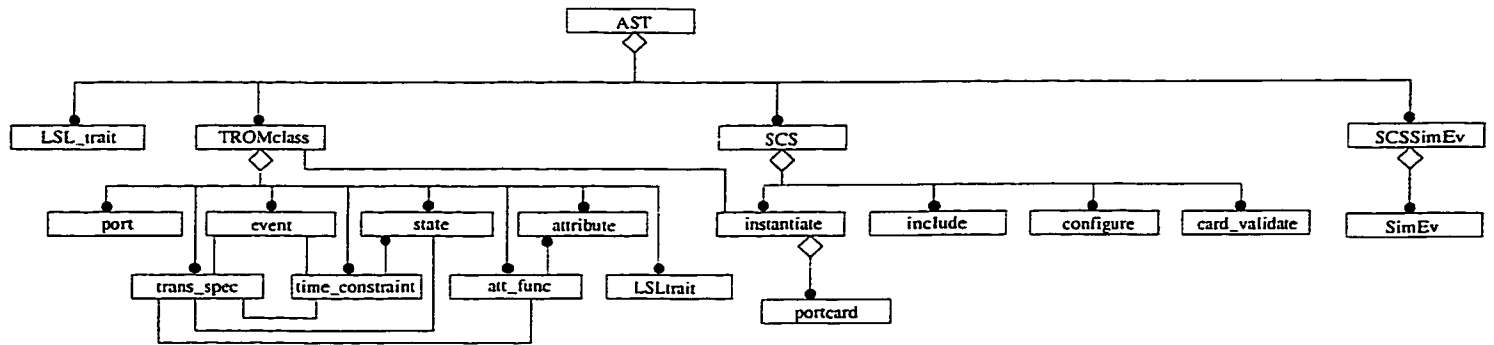 AST
LSL_trait
TROMclass
SCS
SCSSimEv
port
event
state
attribute
instantiate
include
configure
card_validate
SimEv
trans_spec
time_constraint
att_func
LSLtrait
portcard